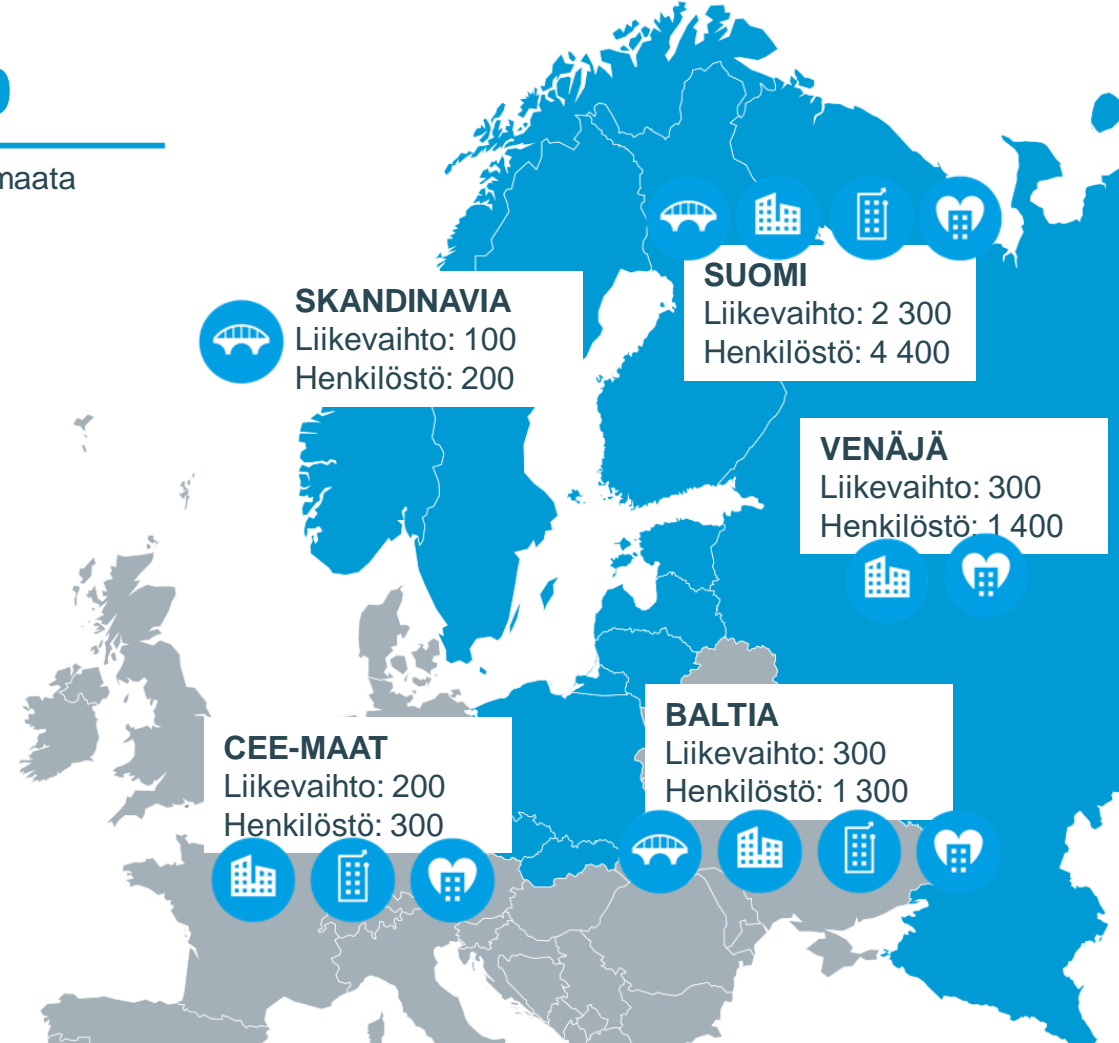 maata
SUOMI
Liikevaihto: 2 300
Henkilöstö: 4 400
SKANDINAVIA
Liikevaihto: 100
Henkilöstö: 200
VENÄJÄ
Liikevaihto: 300
Henkilöstö: 1 400
BALTIA
Liikevaihto: 300
Henkilöstö: 1 300
CEE-MAAT
Liikevaihto: 200
Henkilöstö: 300